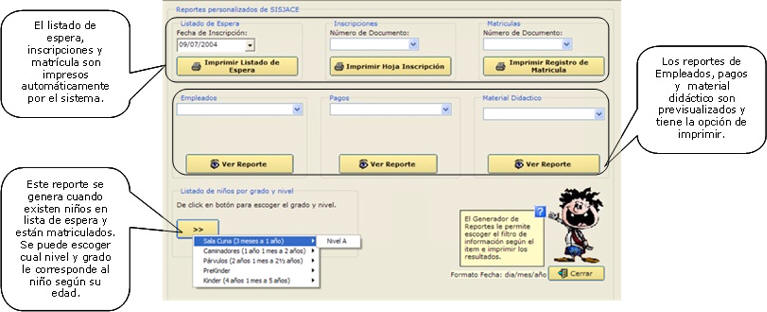 El listado de
espera,
inscripciones y
matrícula son
impresos
automáticamente
por el sistema.
Reportes personalizados de SISJACE
Listado de Espera
Fecha de Inscripción:
09/07/2004
Imprimir Listado de
Espera
Inscripciones
Número de Documento:
Imprimir Hoja Inscripción
Matriculas
Número de Documento:
Imprimir Registro de
Matricula
Los reportes de
Empleados, pagos
y material
didáctico son
previsualizados y
tiene la opción de
imprimir.
Empleados
Ver Reporte
Pagos
Ver Reporte
Material Didactico
Ver Reporte
Este reporte se
genera cuando
existen niños en
lista de espera y
están matriculados.
Se puede escoger
cual nivel y grado
le corresponde al
niño según su
edad.
Listado de niños por grado y nivel
De click en botón para escoger el grado y nivel.
>>
Sala Cuna (3 meses a 1 año)
Nivel A
Caminadores (1 año 1 mes a 2 años)
Párvulos (2 años 1 mes a 2½ años)
PreKinder
Kinder (4 años 1 mes a 5 años)
?
El Generador de
Reportes le permite
escoger el filtro de
información según el
item e imprimir los
resultados.
Formato Fecha: dia/mes/año
Cerrar